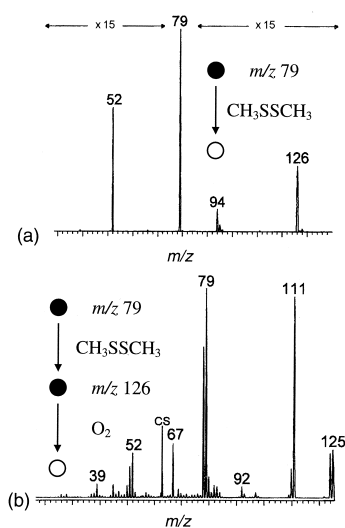 x 15
79
x 15
m/z 79
52
CH₃SSCH₃
126
94
(a)
m/z
79
111
m/z 79
CH₃SSCH₃
m/z 126
O₂
CS
67
52
125
39
92
(b)
m/z